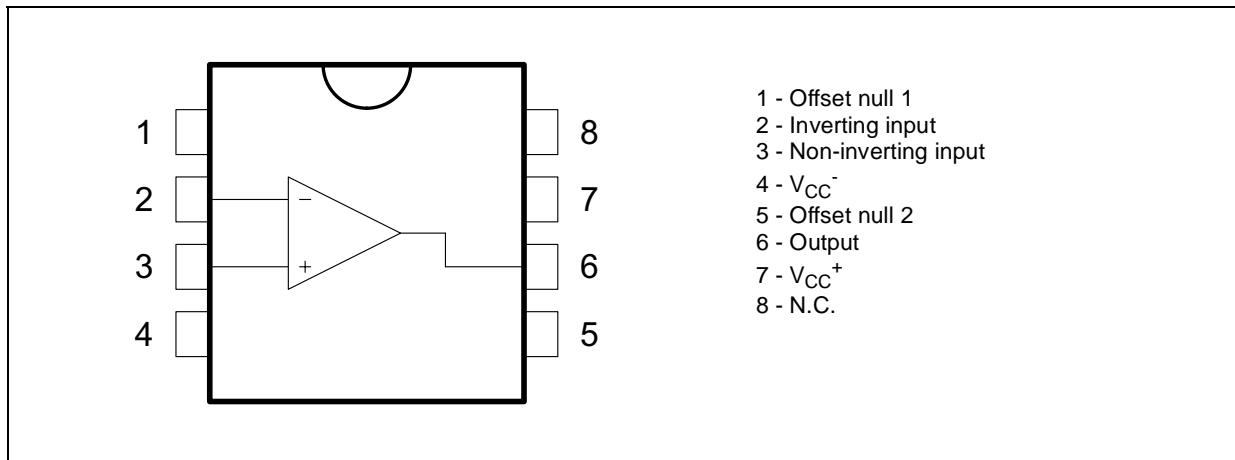 1
2
3
4
8
7
6
5
−
+
1 - Offset null 1
2 - Inverting input
3 - Non-inverting input
4 - VCC-
5 - Offset null 2
6 - Output
7 - VCC+
8 - N.C.